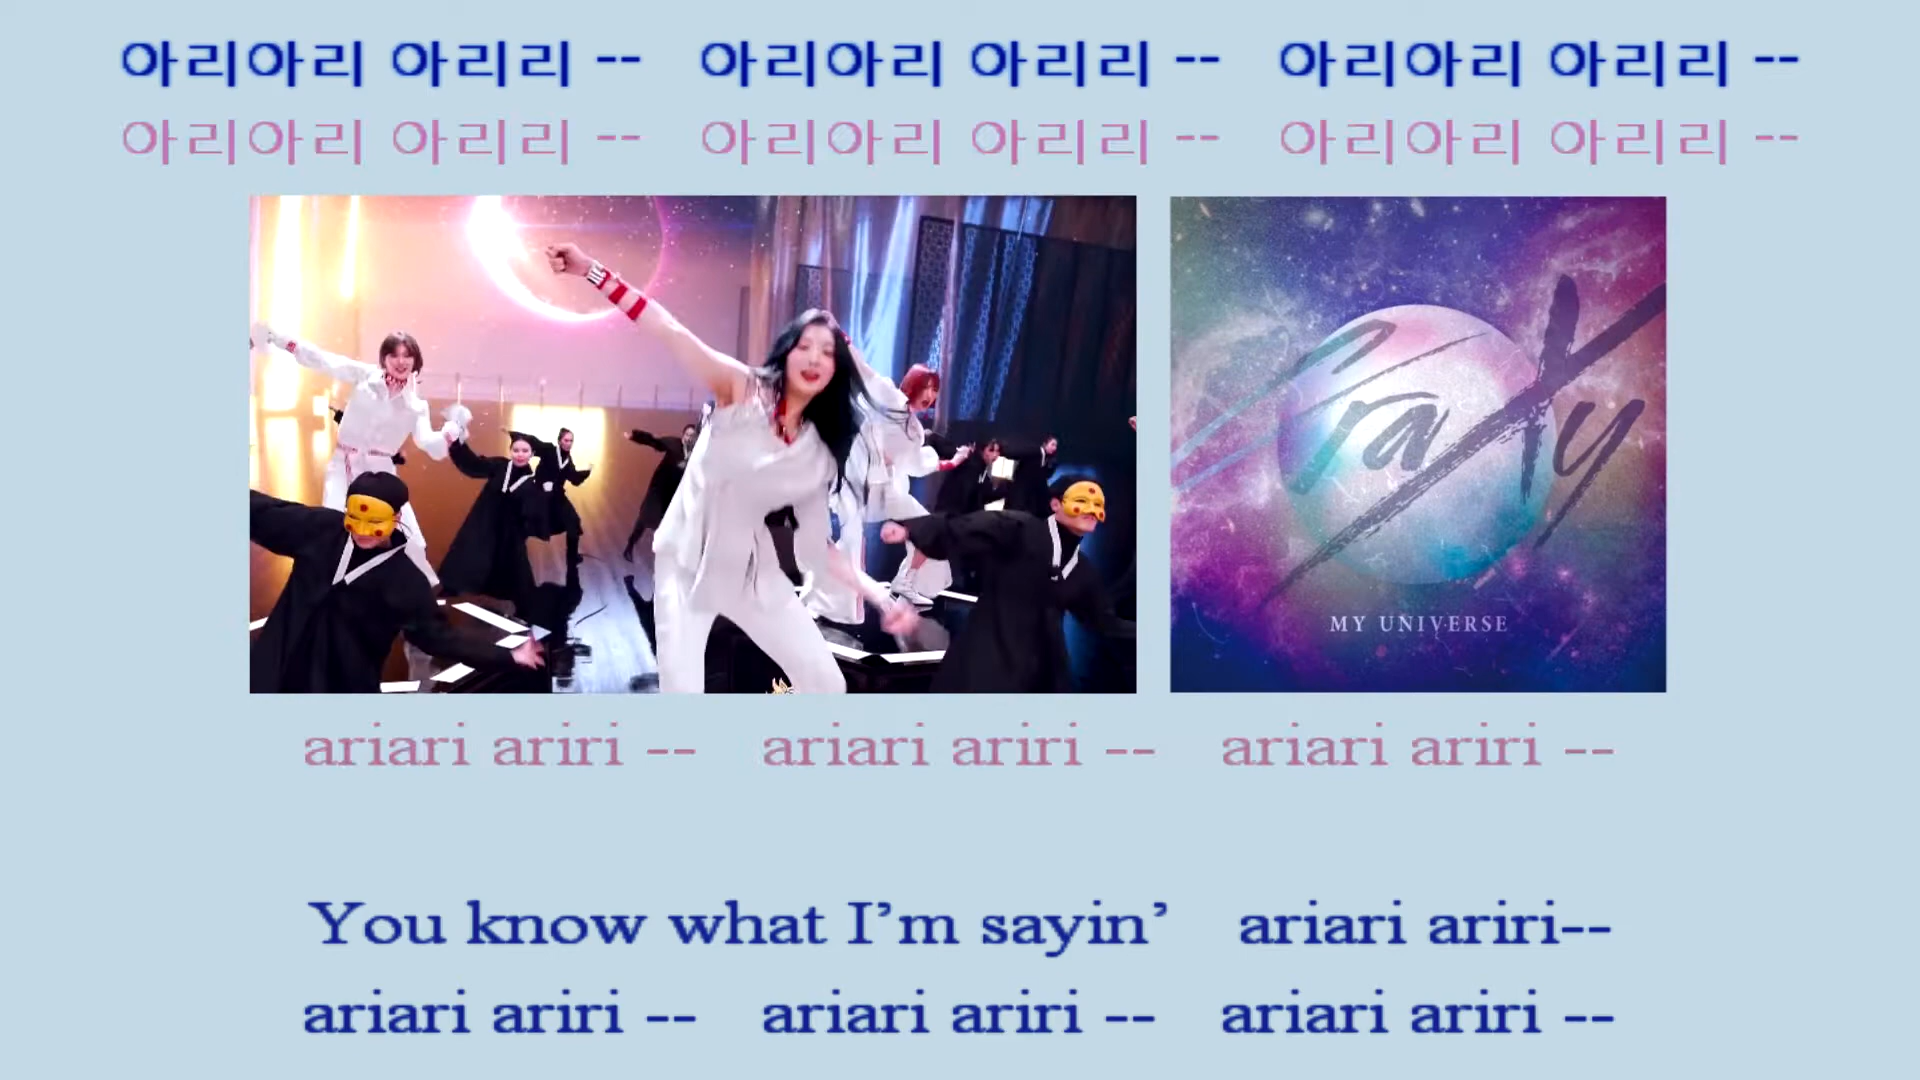 아리아리 아리리 -- 아리아리 아리리 -- 아리아리 아리리 --
아리아리 아리리 -- 아리아리 아리리 -- 아리아리 아리리 --
CraXy
MY UNIVERSE
ariari ariri -- ariari ariri -- ariari ariri --
You know what I’m sayin’ ariari ariri--
ariari ariri -- ariari ariri -- ariari ariri --